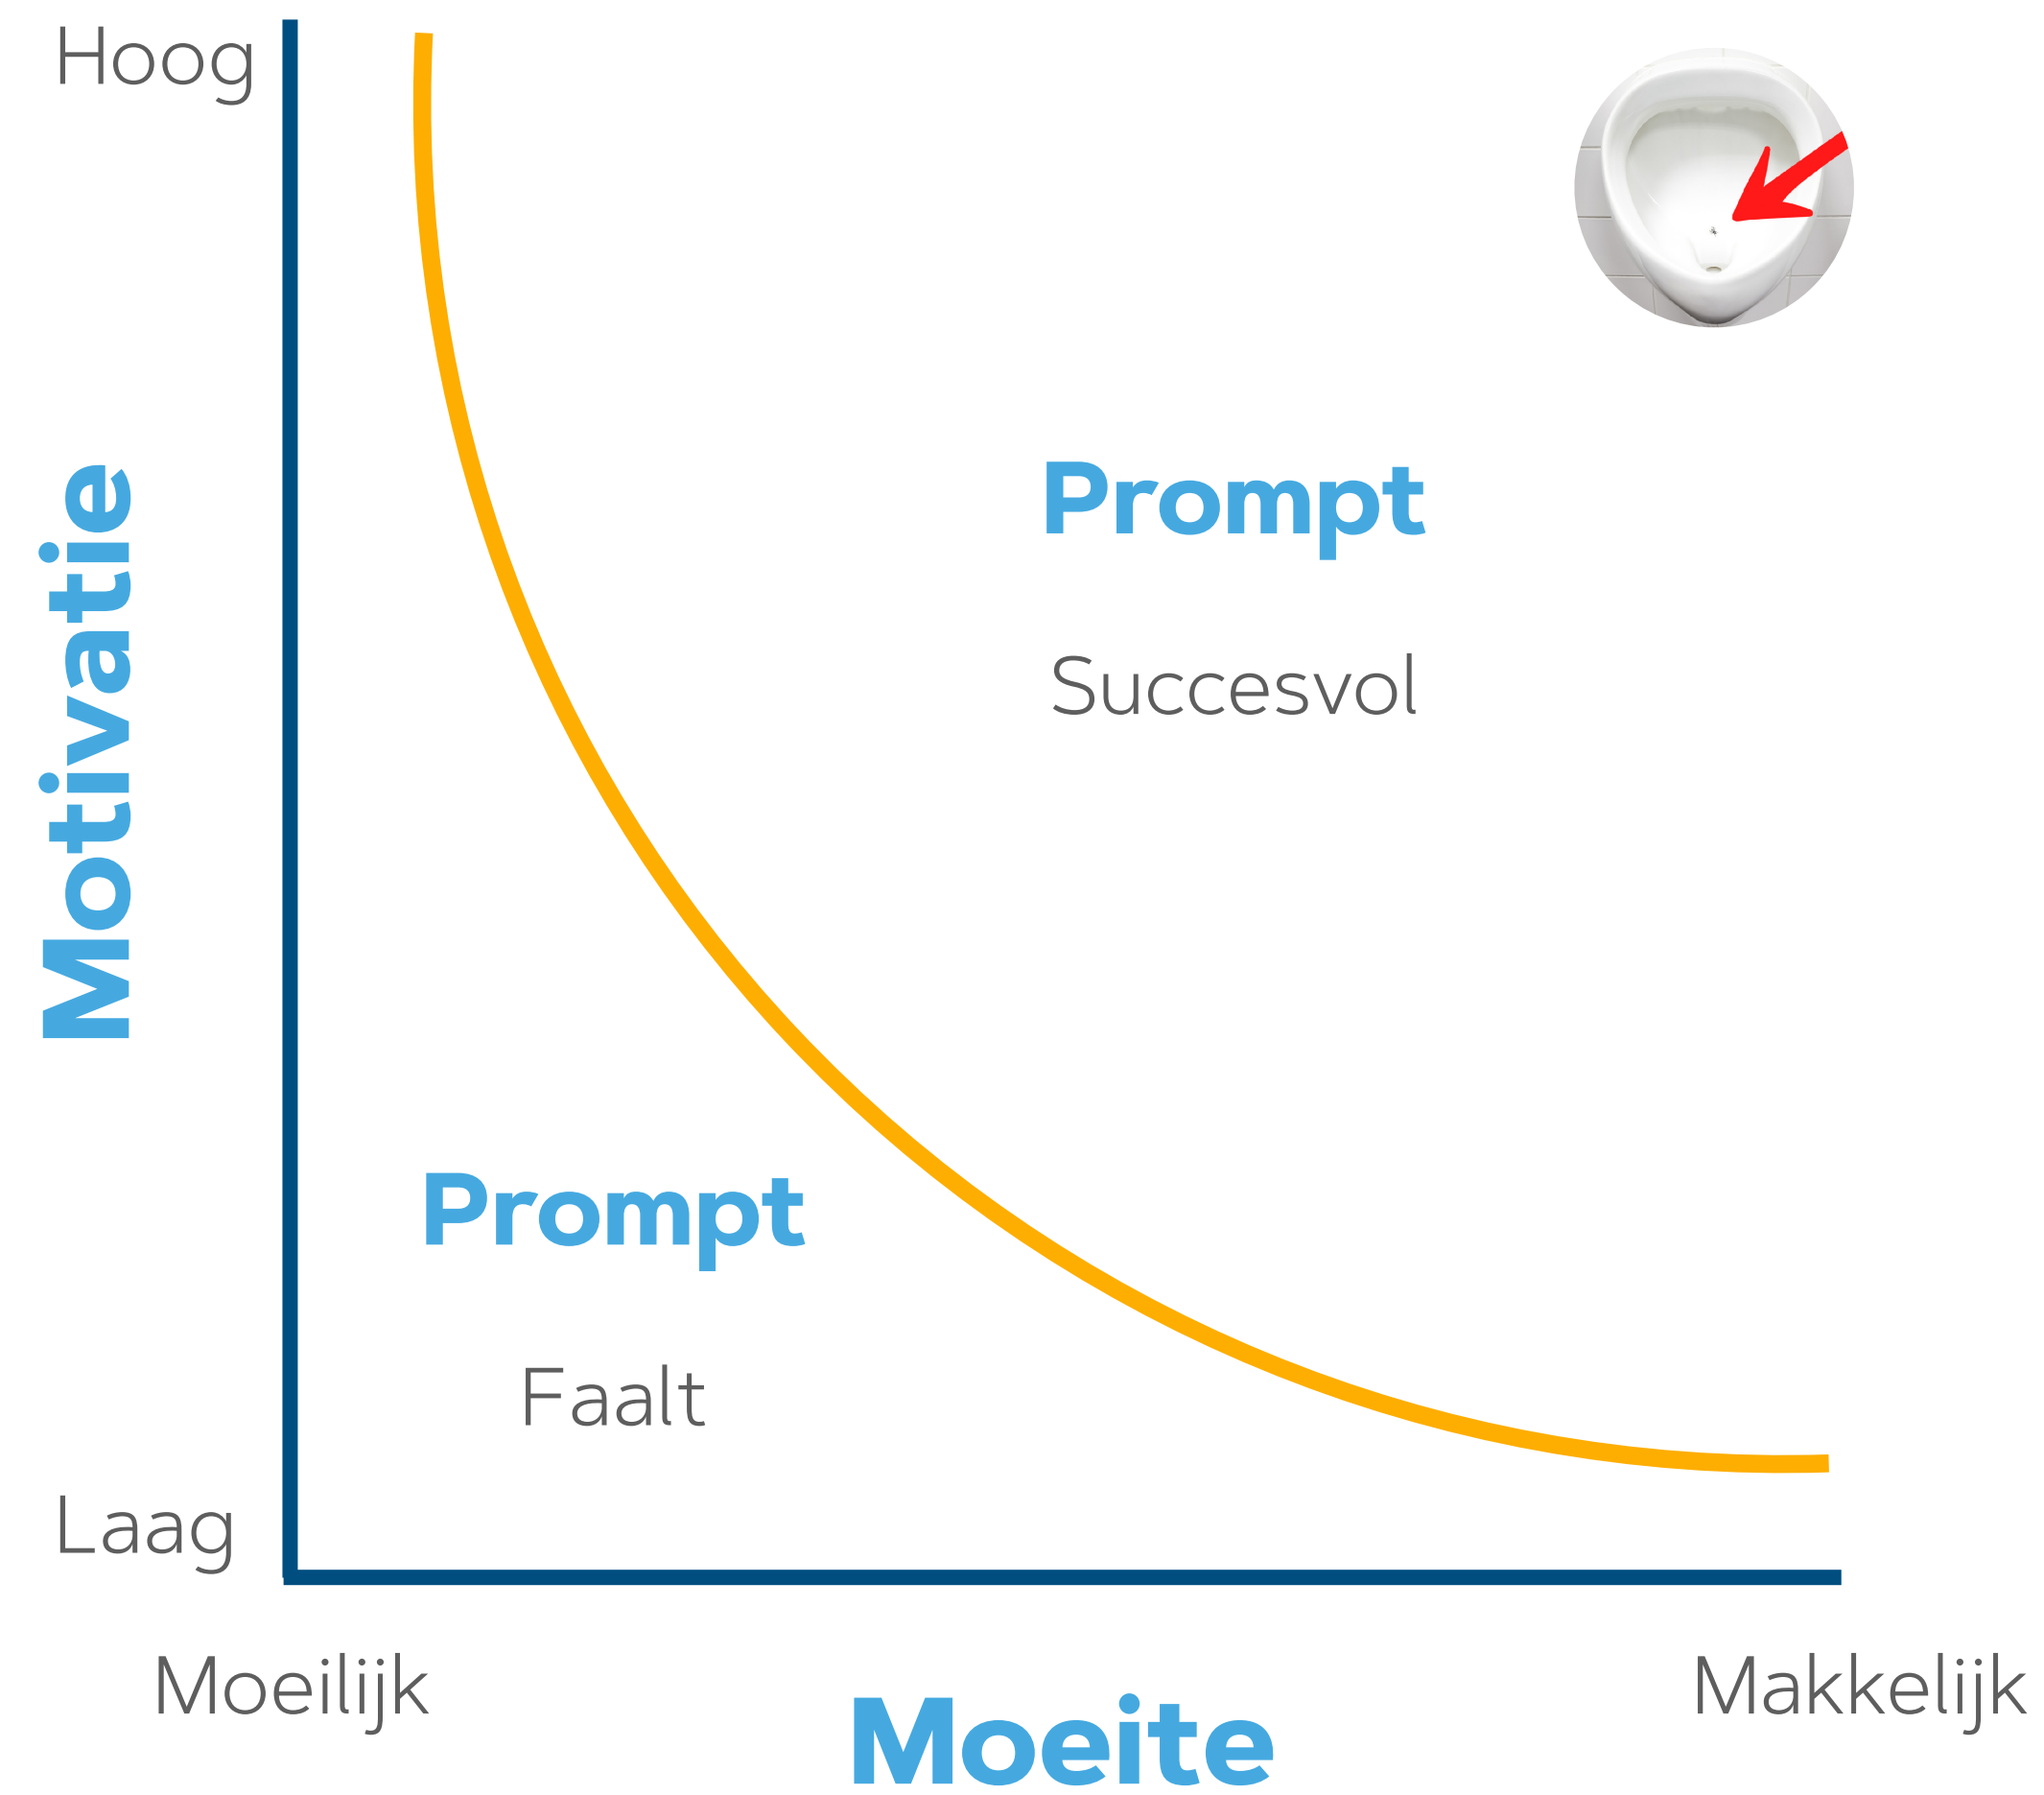 Hoog
Motivatie
Prompt
Succesvol
Prompt
Faalt
Laag
Moeilijk
Makkelijk
Moeite